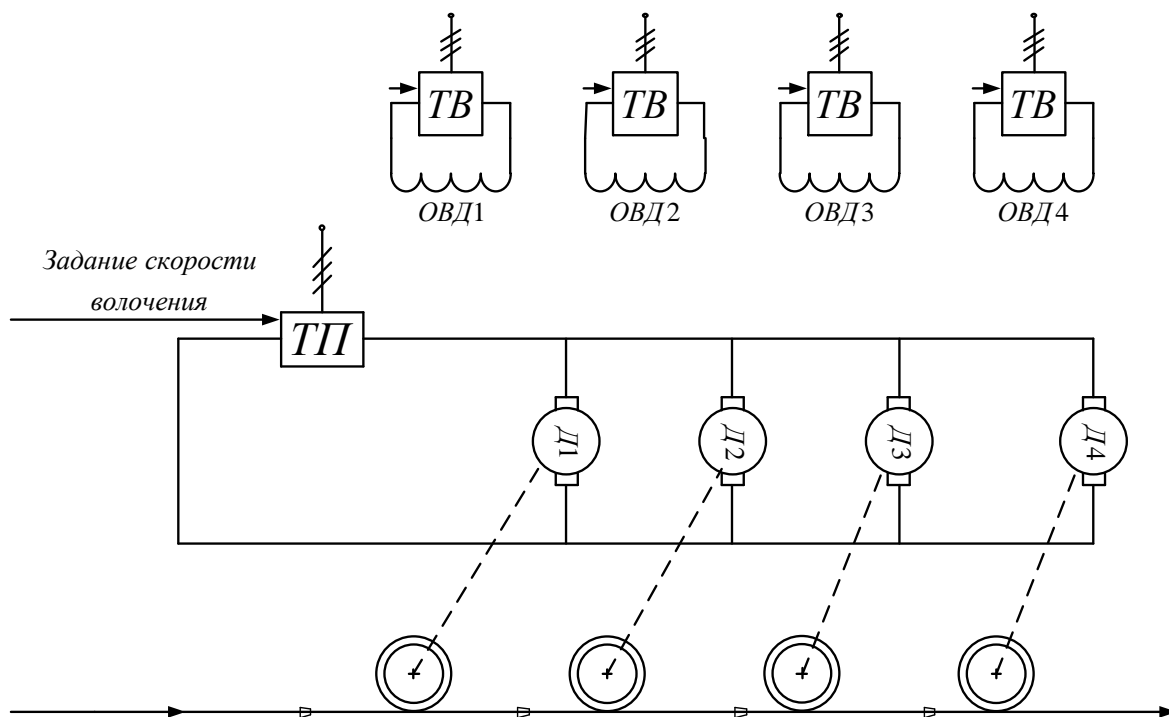 ТВ
ТВ
ТВ
ТВ
ОВД1
ОВД2
ОВД3
ОВД4
Задание скорости
волочения
ТП
Д1
Д2
Д3
Д4